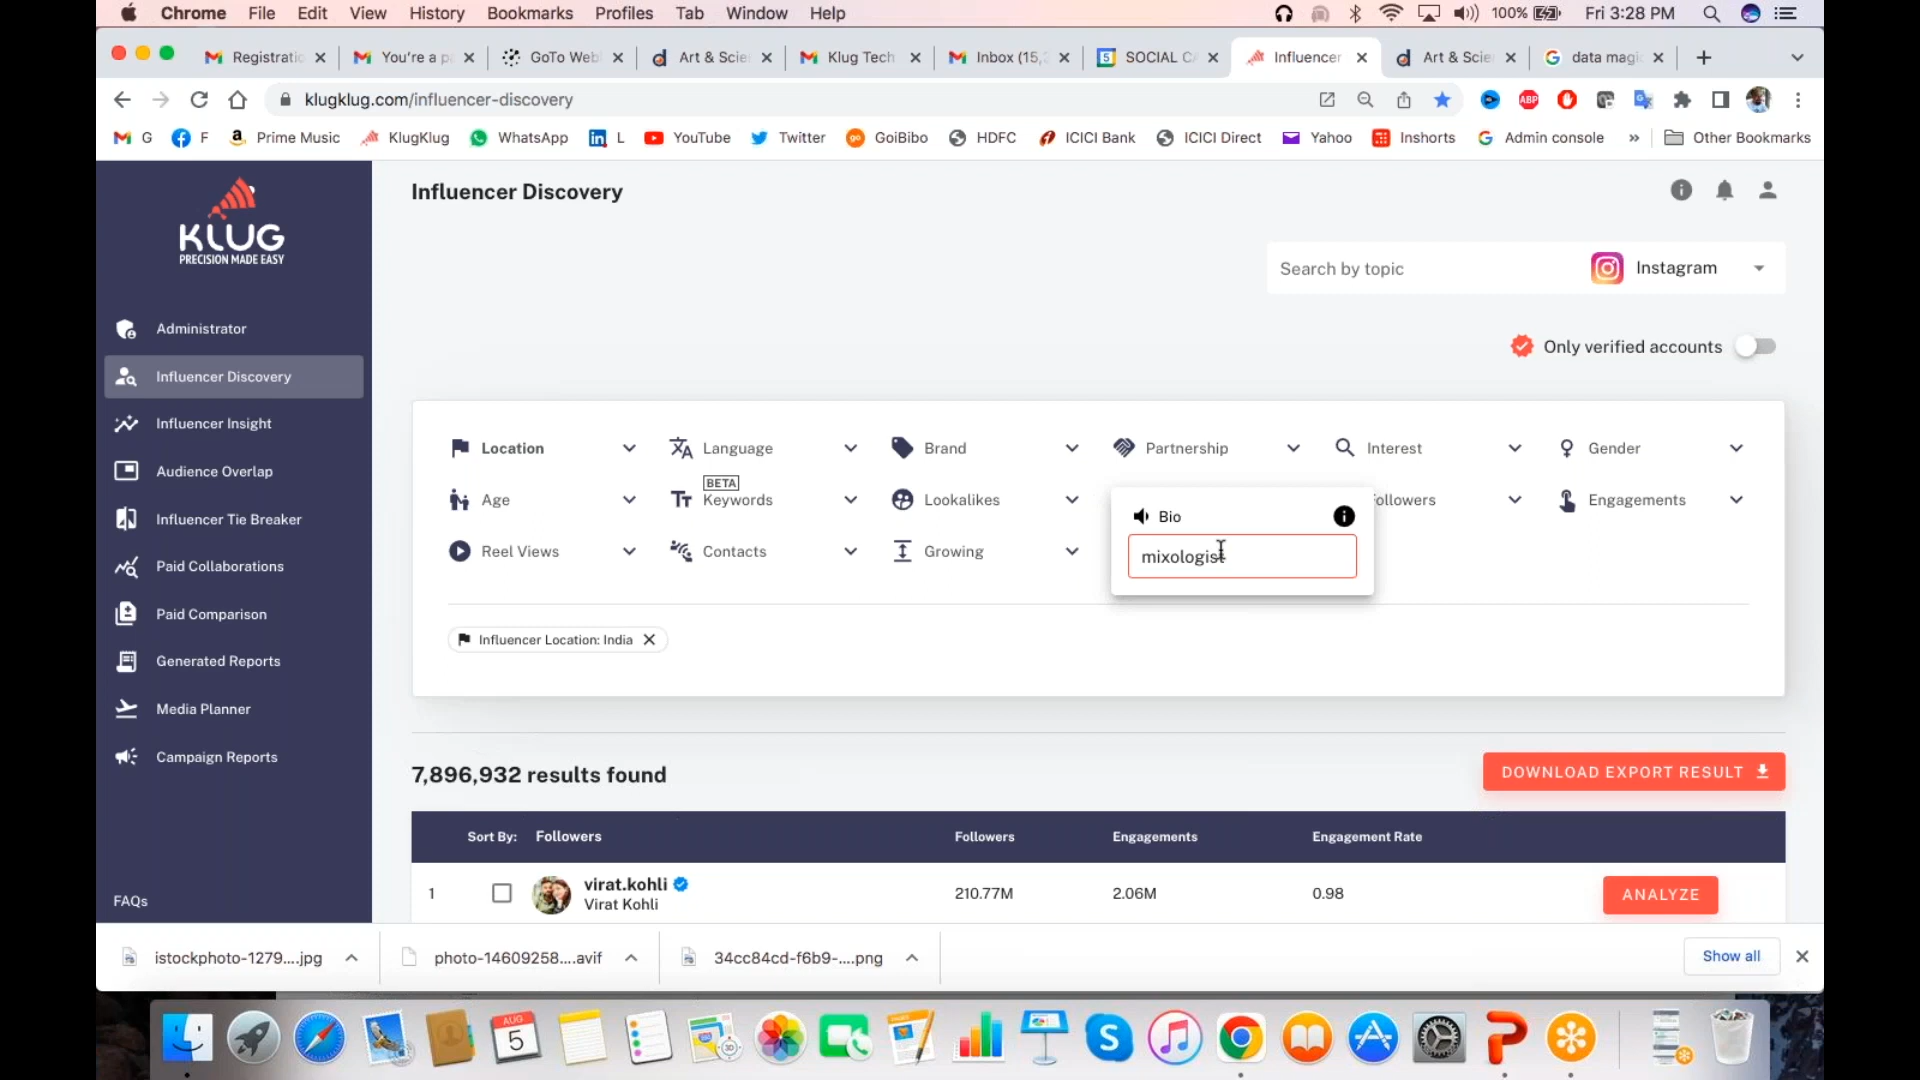 Chrome File Edit View History Bookmarks Profiles Tab Window Help 100% Fri 3:28 PM
Registratio You're a pa GoTo Web Art & Scie Klug Tech Inbox (15, SOCIAL CA Influencer Art & Scie data magi
klugklug.com/influencer-discovery ABP
G F Prime Music KlugKlug WhatsApp L YouTube Twitter GoiBibo HDFC ICICI Bank ICICI Direct Yahoo Inshorts Admin console » Other Bookmarks
KLUG
PRECISION MADE EASY
Influencer Discovery
Search by topic Instagram
Only verified accounts
Administrator
Influencer Discovery
Influencer Insight
Audience Overlap
Influencer Tie Breaker
Paid Collaborations
Paid Comparison
Generated Reports
Media Planner
Campaign Reports
FAQs
Location Language Brand Partnership Interest Gender
BETA
Age Keywords Lookalikes ollowers Engagements
Bio
mixologist
Reel Views Contacts Growing
Influencer Location: India
7,896,932 results found
DOWNLOAD EXPORT RESULT
Sort By: Followers Followers Engagements Engagement Rate
1 virat.kohli 210.77M 2.06M 0.98 ANALYZE
Virat Kohli
istockphoto-1279....jpg photo-14609258....avif 34cc84cd-f6b9-....png Show all
AUG
5